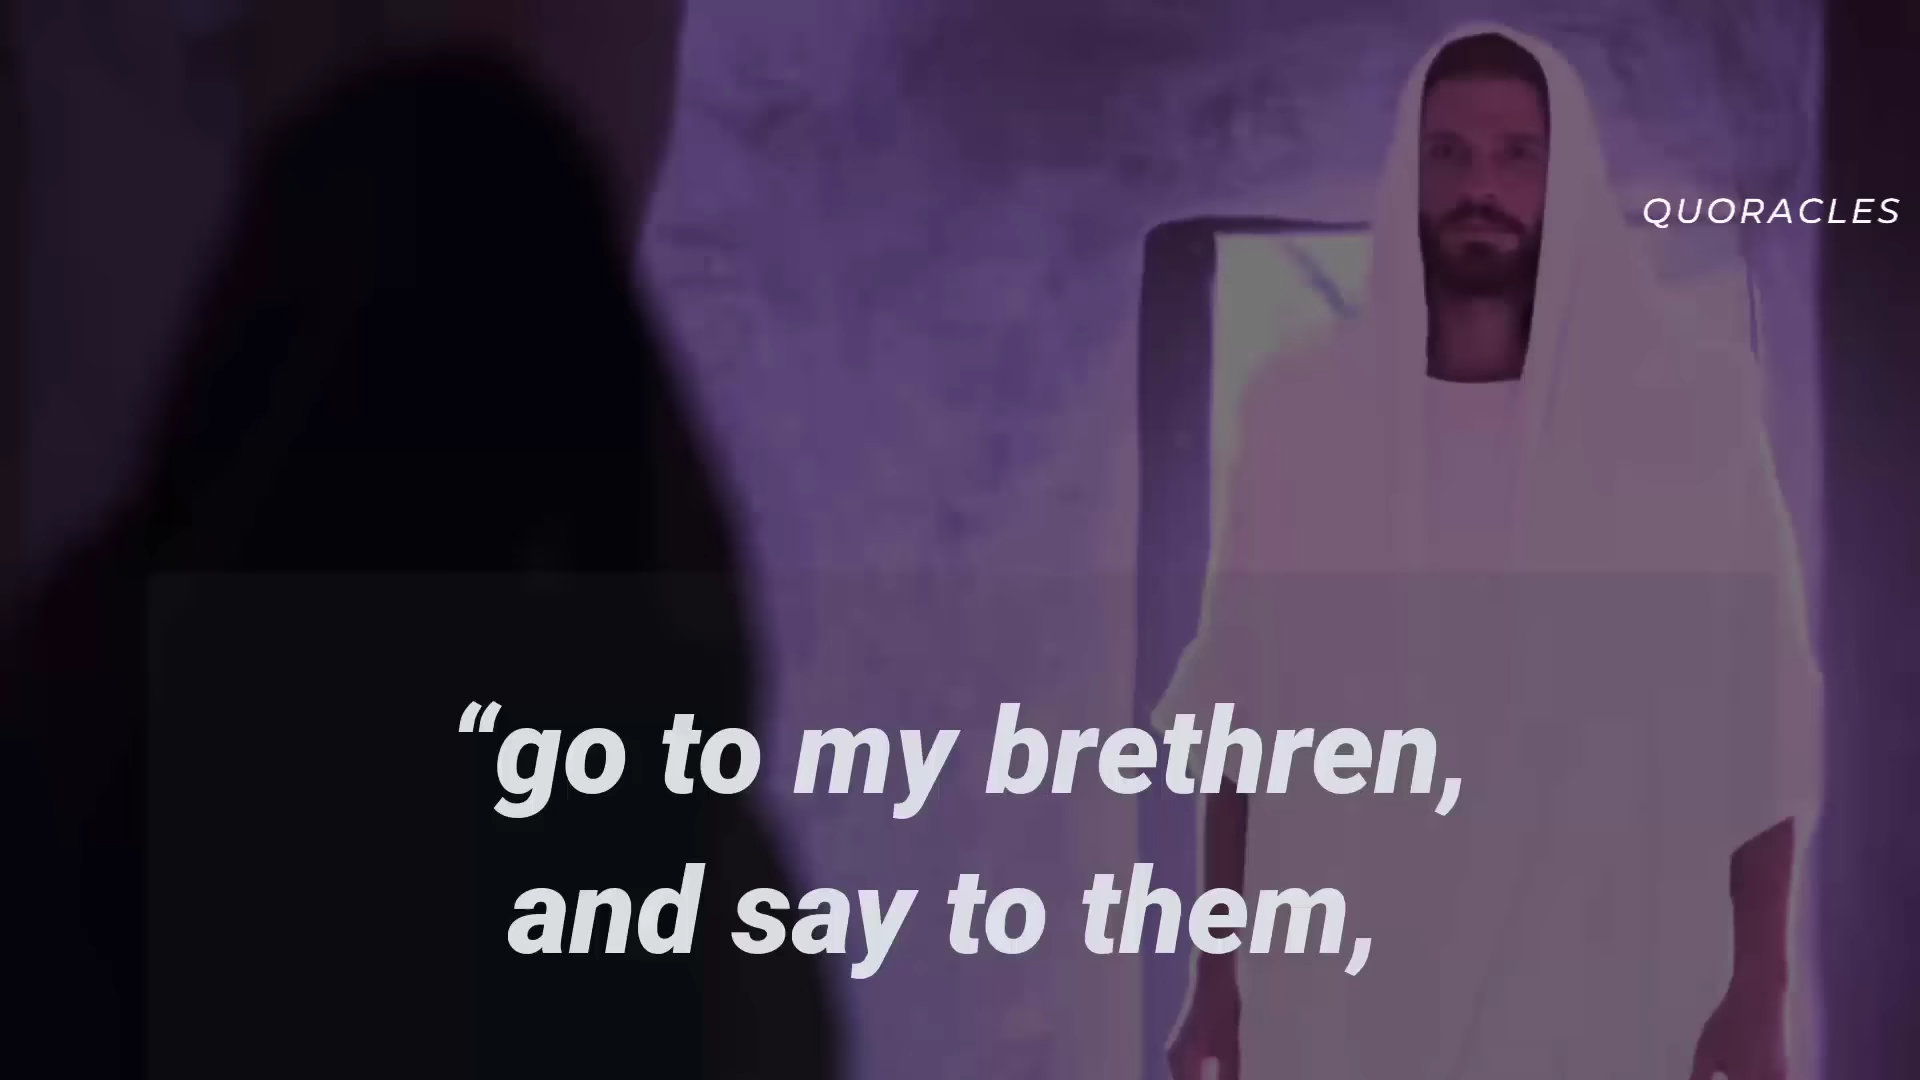 QUORACLES
“go to my brethren,
and say to them,